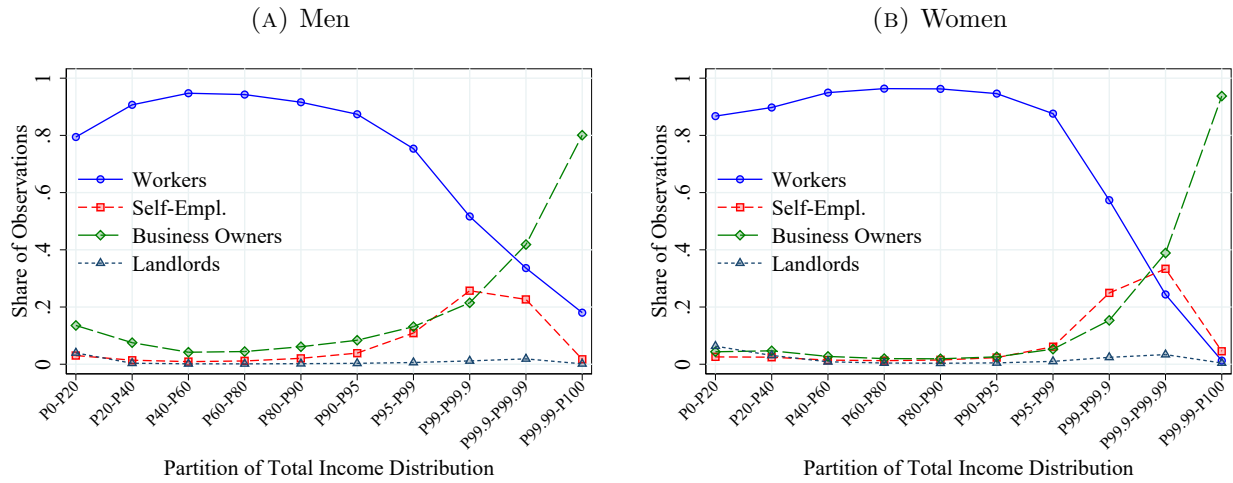 (A) Men
Share of Observations
0 .2 .4 .6 .8 1
Workers
Self-Empl.
Business Owners
Landlords
P0-P20 P20-P40 P40-P60 P60-P80 P80-P90 P90-P95 P95-P99 P99-P99.9 P99.9-P99.99 P99.99-P100
Partition of Total Income Distribution
(B) Women
Share of Observations
0 .2 .4 .6 .8 1
Workers
Self-Empl.
Business Owners
Landlords
P0-P20 P20-P40 P40-P60 P60-P80 P80-P90 P90-P95 P95-P99 P99-P99.9 P99.9-P99.99 P99.99-P100
Partition of Total Income Distribution